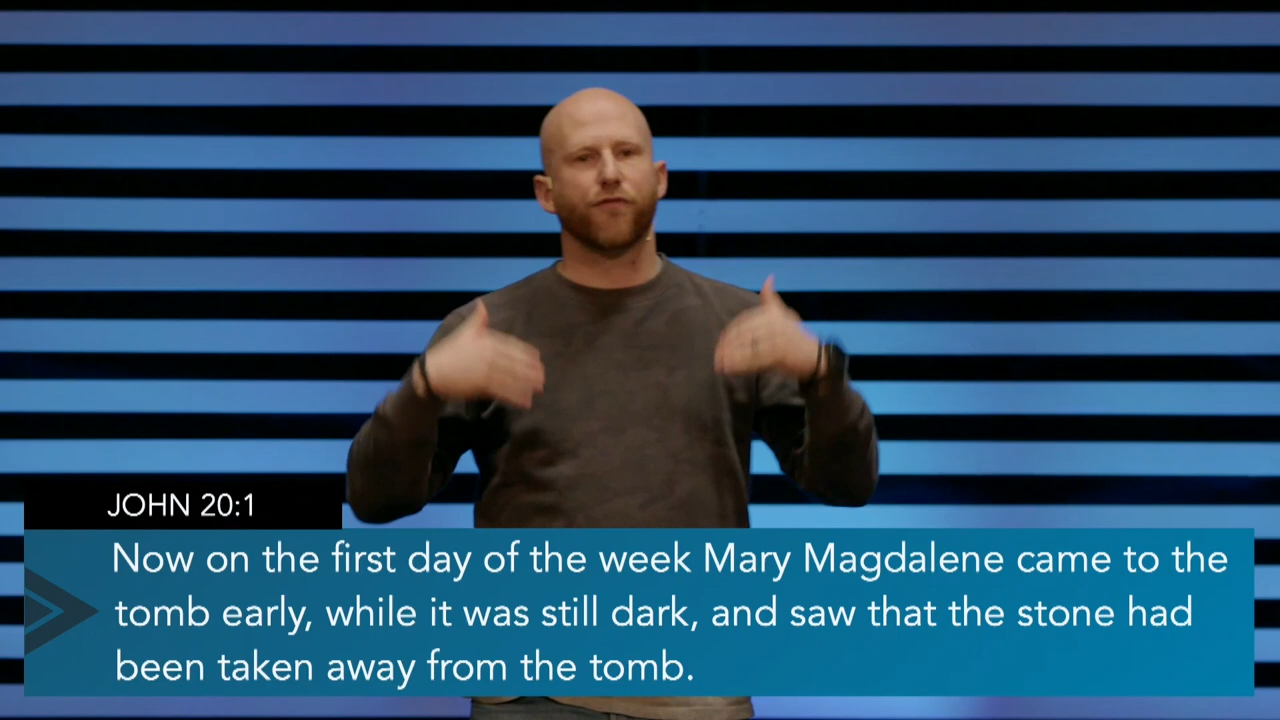 JOHN 20:1
Now on the first day of the week Mary Magdalene came to the
tomb early, while it was still dark, and saw that the stone had
been taken away from the tomb.